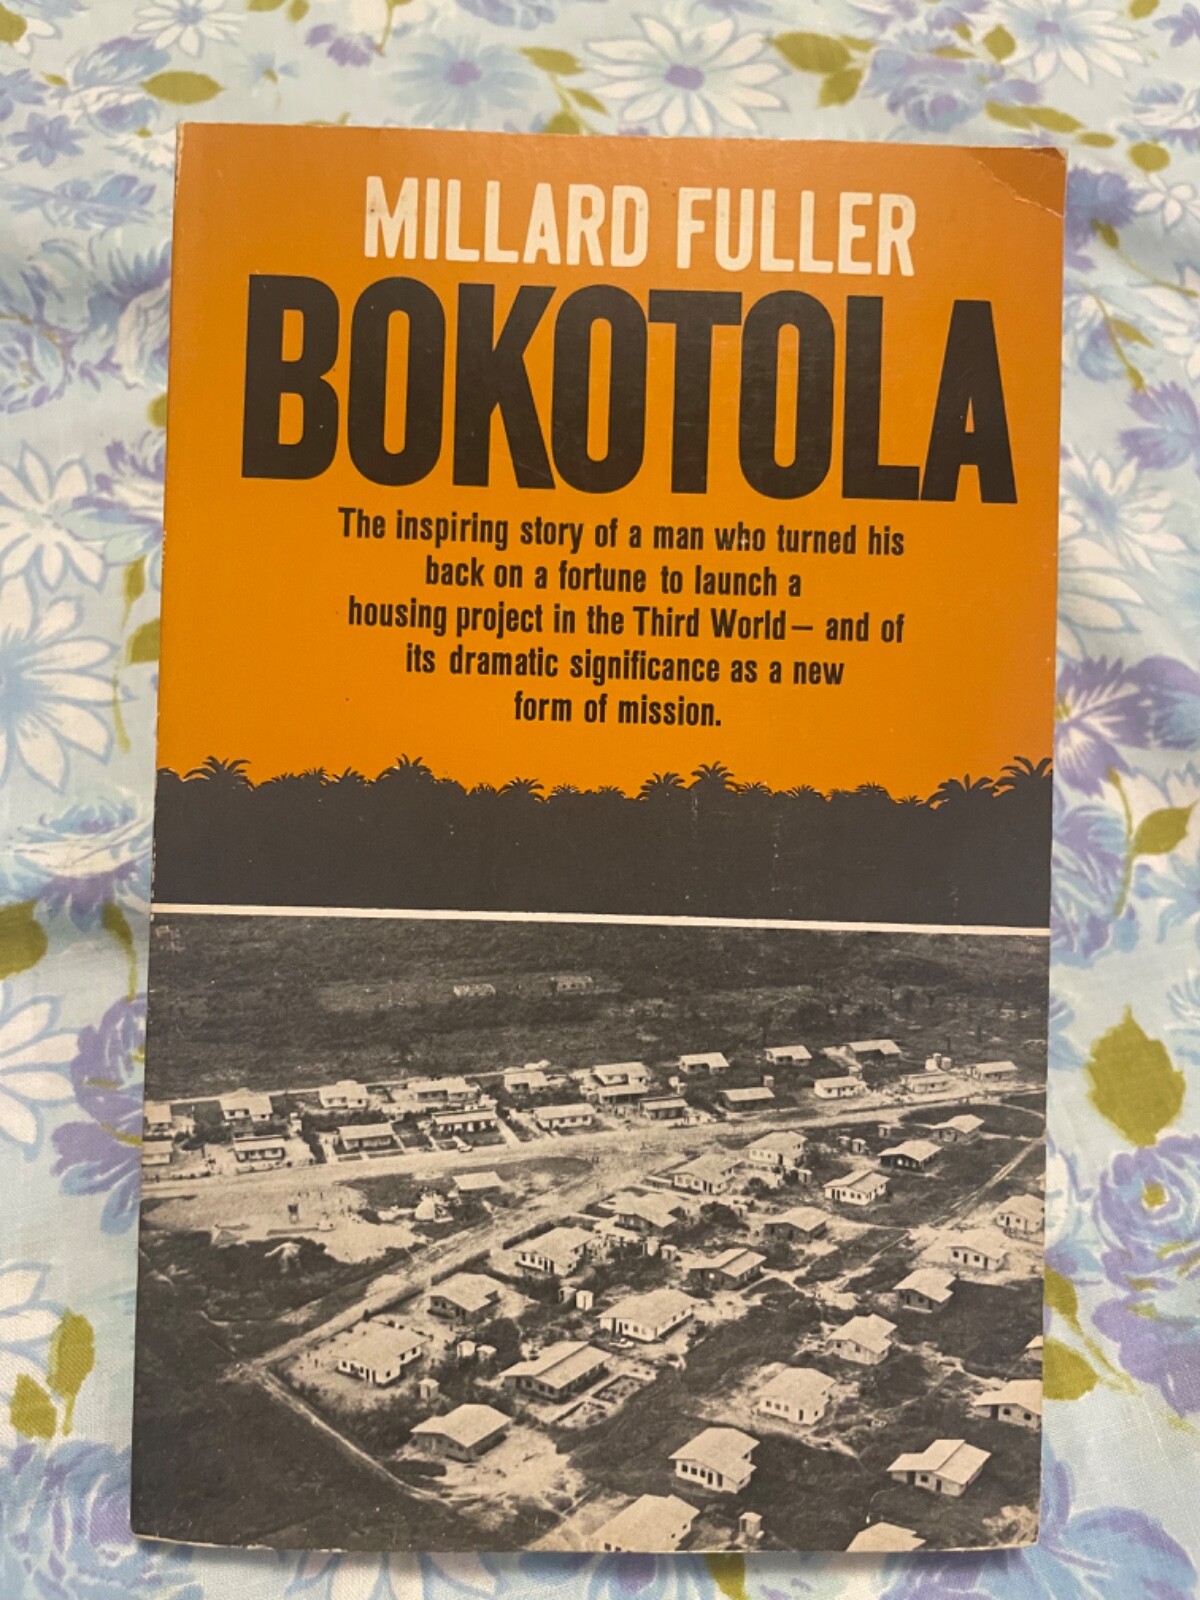 MILLARD FULLER
BOKOTOLA
The inspiring story of a man who turned his
back on a fortune to launch a
housing project in the Third World— and of
its dramatic significance as a new
form of mission.